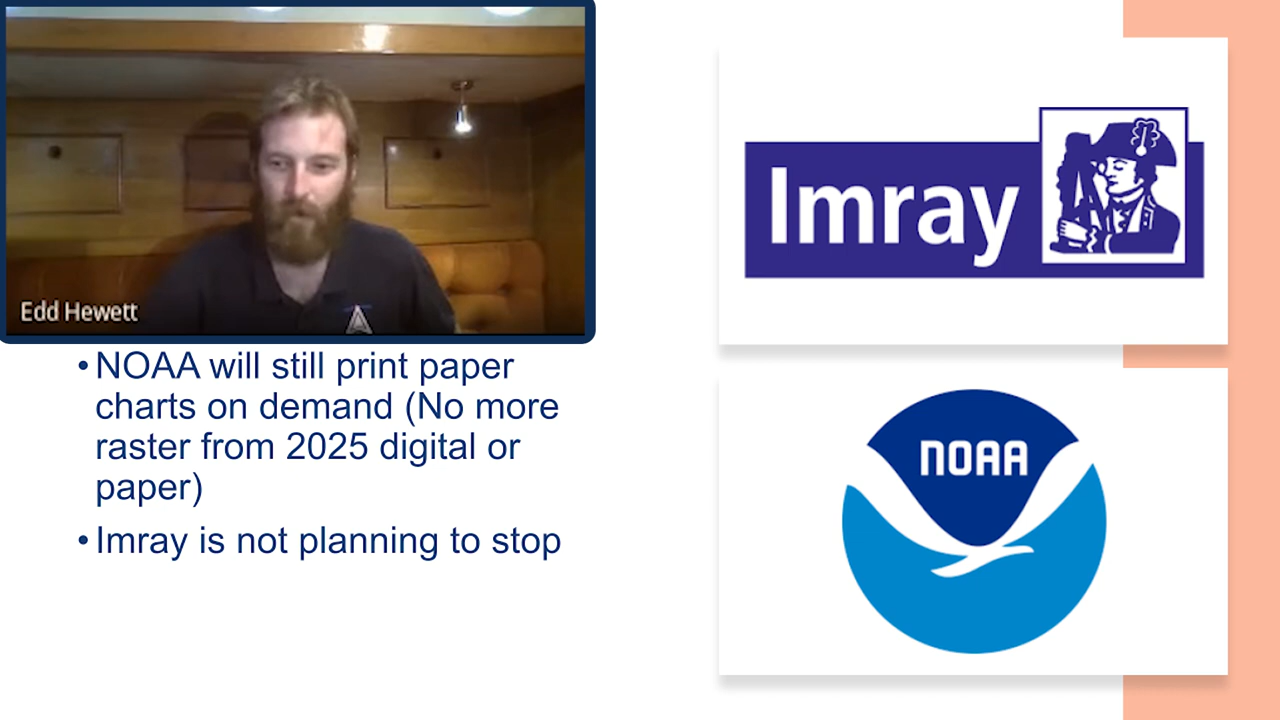 Edd Hewett
•NOAA will still print paper
charts on demand (No more
raster from 2025 digital or
paper)
•Imray is not planning to stop
Imray
NOAA